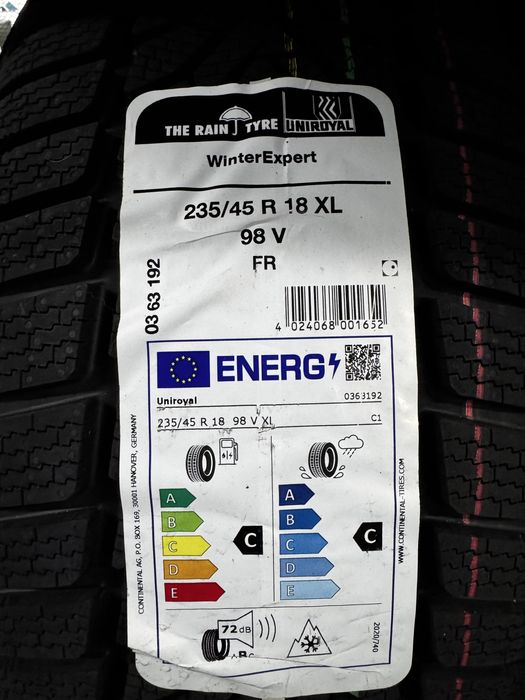 THE RAIN TYRE UNIROYAL
WinterExpert
235/45 R 18 XL
98 V
FR
03 63 192
4 024068 001652
ENERG
Uniroyal 0363192
235/45 R 18 98 V XL C1
A A
B B
C C C C
D D
E E
72 dB
2020/740
CONTINENTAL AG, P.O. BOX 169, 30001 HANOVER, GERMANY
WWW.CONTINENTAL-TIRES.COM